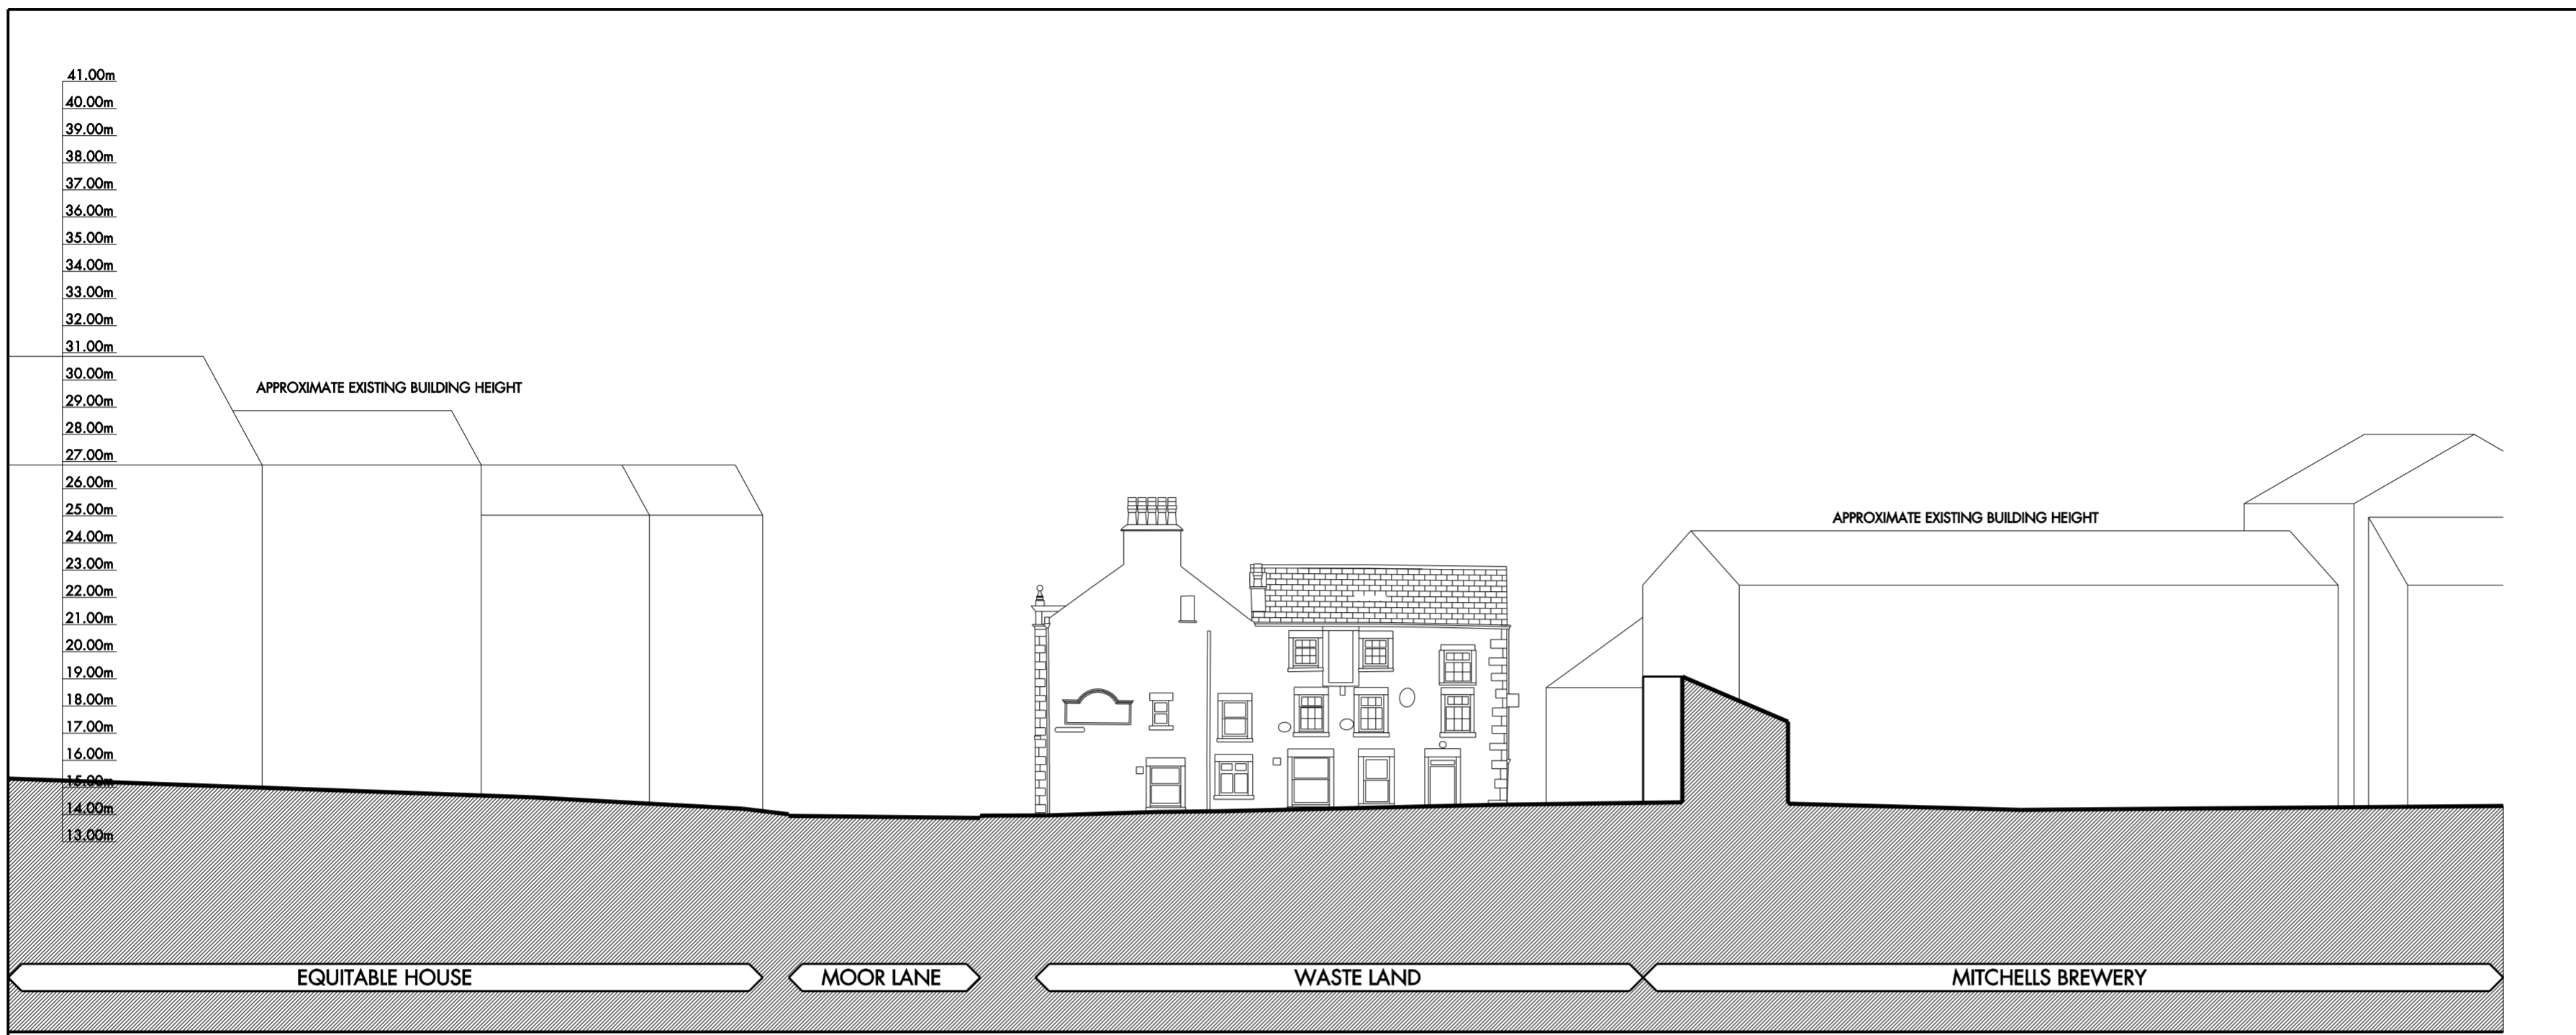 41.00m
40.00m
39.00m
38.00m
37.00m
36.00m
35.00m
34.00m
33.00m
32.00m
31.00m
30.00m
APPROXIMATE EXISTING BUILDING HEIGHT
29.00m
28.00m
27.00m
26.00m
25.00m
APPROXIMATE EXISTING BUILDING HEIGHT
24.00m
23.00m
22.00m
21.00m
20.00m
19.00m
18.00m
17.00m
16.00m
15.00m
14.00m
13.00m
EQUITABLE HOUSE
MOOR LANE
WASTE LAND
MITCHELLS BREWERY